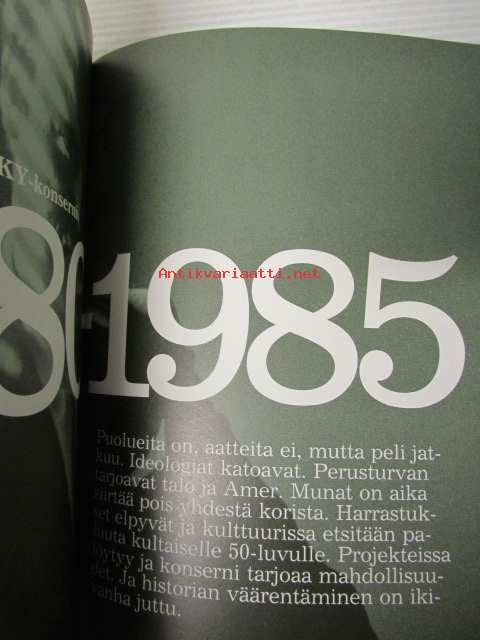 KY-konserni
80-1985
Antikvariaatti.net
Puolueita on, aatteita ei, mutta peli jat-
kuu. Ideologiat katoavat. Perusturvan
tarjoavat talo ja Amer. Munat on aika
siirtää pois yhdestä korista. Harrastuk-
set elpyvät ja kulttuurissa etsitään pa-
luuta kultaiselle 50-luvulle. Projekteissa
löytyy ja konserni tarjoaa mahdollisuu-
det. Ja historian väärentäminen on iki-
vanha juttu.